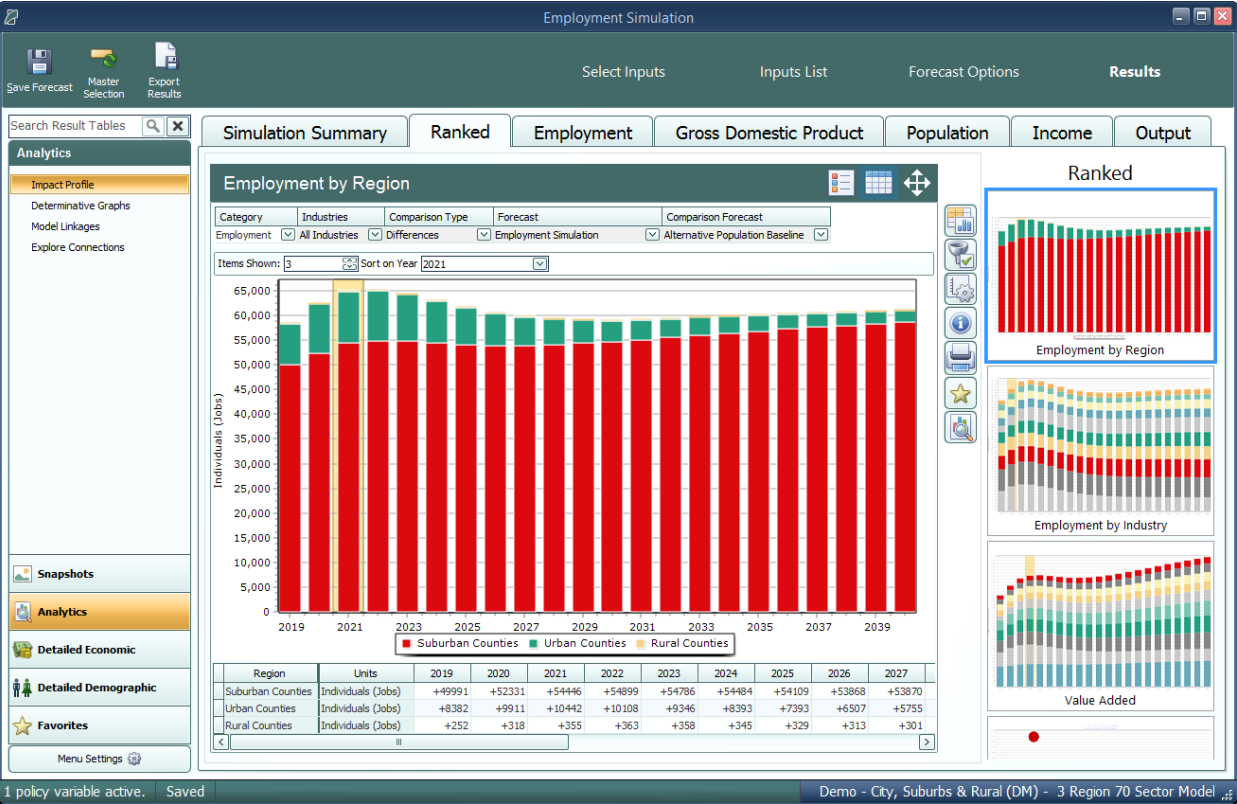 Employment Simulation
Save Forecast
Master Selection
Export Results
Select Inputs
Inputs List
Forecast Options
Results
Search Result Tables
Simulation Summary
Ranked
Employment
Gross Domestic Product
Population
Income
Output
Analytics
Impact Profile
Determinative Graphs
Model Linkages
Explore Connections
Snapshots
Analytics
Detailed Economic
Detailed Demographic
Favorites
Menu Settings
Employment by Region
Category Industries Comparison Type Forecast Comparison Forecast
Employment All Industries Differences Employment Simulation Alternative Population Baseline
Items Shown: 3 Sort on Year 2021
Individuals (Jobs)
65,000
60,000
55,000
50,000
45,000
40,000
35,000
30,000
25,000
20,000
15,000
10,000
5,000
0
2019 2021 2023 2025 2027 2029 2031 2033 2035 2037 2039
Suburban Counties Urban Counties Rural Counties
Region Units 2019 2020 2021 2022 2023 2024 2025 2026 2027
Suburban Counties Individuals (Jobs) +49991 +52331 +54446 +54899 +54786 +54484 +54109 +53868 +53870
Urban Counties Individuals (Jobs) +8382 +9911 +10442 +10108 +9346 +8393 +7393 +6507 +5755
Rural Counties Individuals (Jobs) +252 +318 +355 +363 +358 +345 +329 +313 +301
Ranked
Employment by Region
Employment by Industry
Value Added
1 policy variable active. Saved
Demo - City, Suburbs & Rural (DM) - 3 Region 70 Sector Model